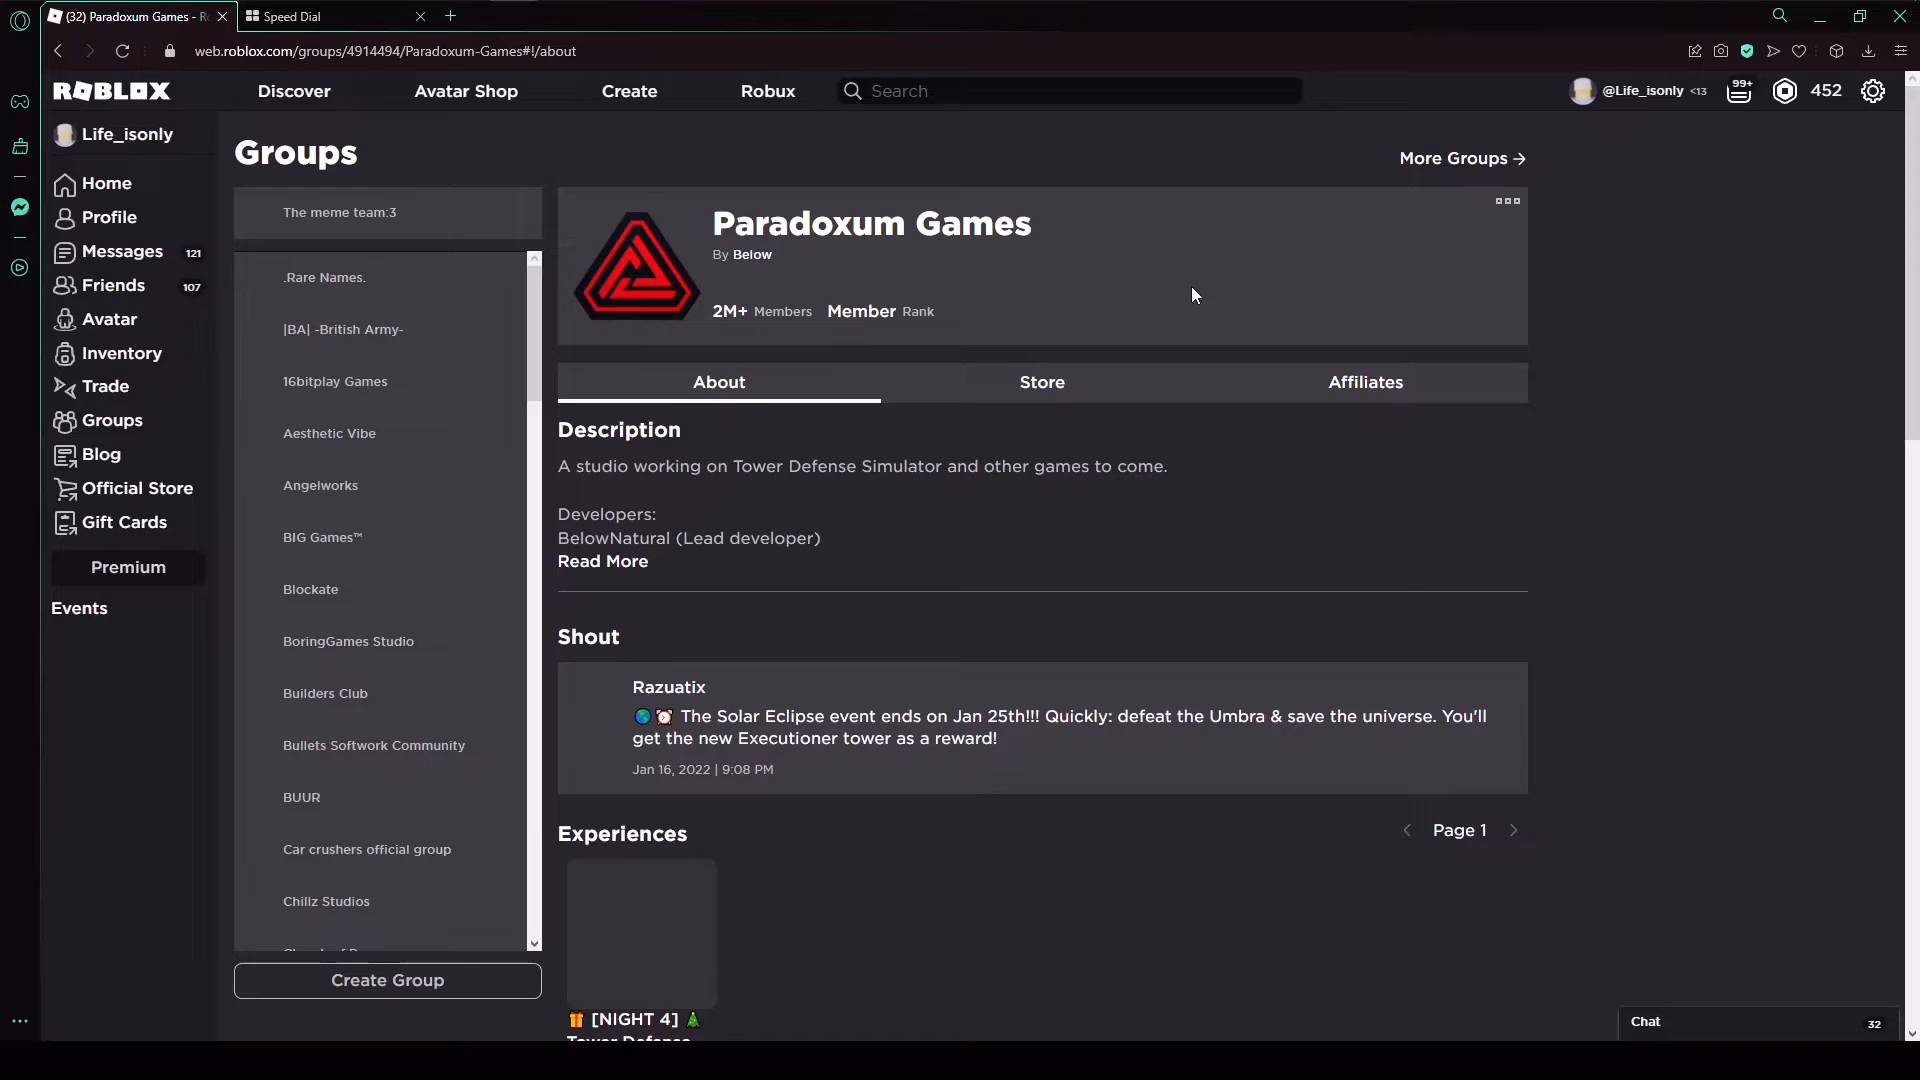 (32) Paradoxum Games - Ro
Speed Dial
web.roblox.com/groups/4914494/Paradoxum-Games#!/about
ROBLOX
Discover
Avatar Shop
Create
Robux
Search
@Life_isonly <13
99+
452
Life_isonly
Home
Profile
Messages 121
Friends 107
Avatar
Inventory
Trade
Groups
Blog
Official Store
Gift Cards
Premium
Events
Groups
More Groups →
The meme team:3
.Rare Names.
|BA| -British Army-
16bitplay Games
Aesthetic Vibe
Angelworks
BIG Games™
Blockate
BoringGames Studio
Builders Club
Bullets Softwork Community
BUUR
Car crushers official group
Chillz Studios
Create Group
Paradoxum Games
By Below
2M+ Members Member Rank
About
Store
Affiliates
Description
A studio working on Tower Defense Simulator and other games to come.
Developers:
BelowNatural (Lead developer)
Read More
Shout
Razuatix
🌎⏰ The Solar Eclipse event ends on Jan 25th!!! Quickly: defeat the Umbra & save the universe. You'll
get the new Executioner tower as a reward!
Jan 16, 2022 | 9:08 PM
Experiences
Page 1
🎁 [NIGHT 4] 🎄
Tower Defense
Chat 32